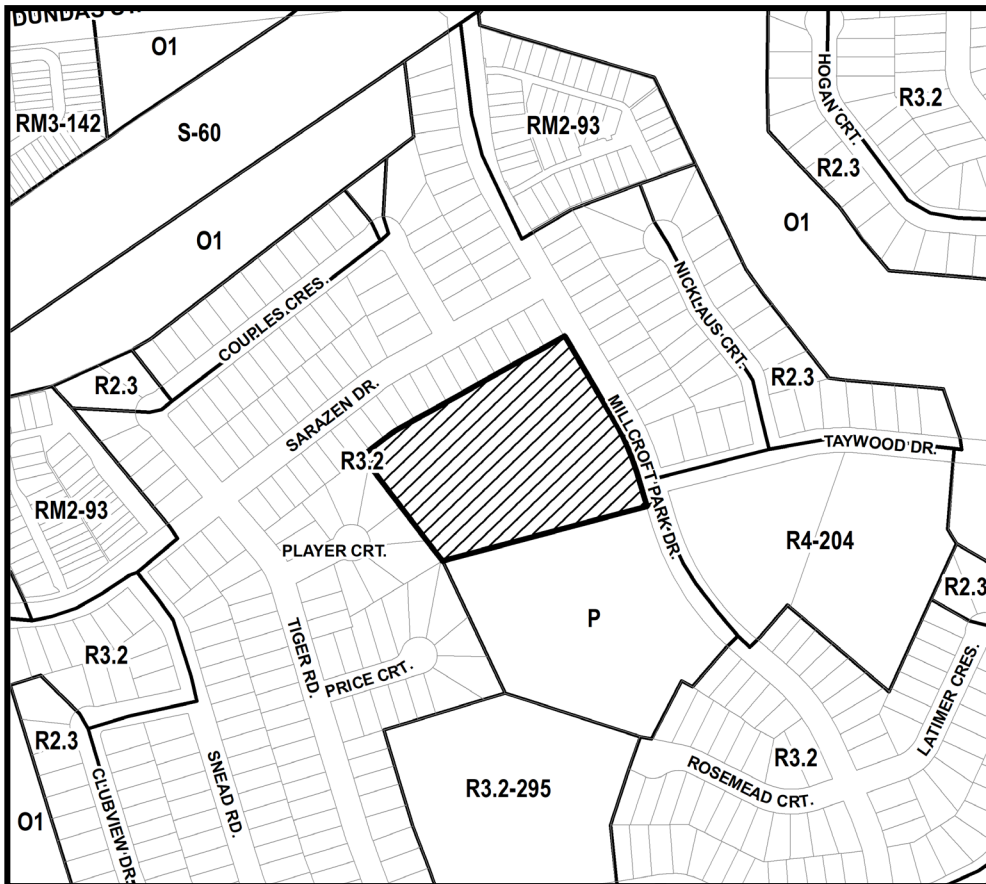 DUNDAS
O1
RM3-142
S-60
RM2-93
HOGAN CRT.
R3.2
R2.3
O1
O1
COUPLES CRES.
NICKLAUS CRT.
R2.3
R2.3
SARAZEN DR.
MILLCROFT PARK DR.
TAYWOOD DR.
R3.2
RM2-93
PLAYER CRT.
R4-204
R2.3
P
R3.2
TIGER RD.
PRICE CRT.
LATIMER CRES.
R2.3
SNEAD RD.
R3.2
ROSEMEAD CRT.
R3.2-295
CLUBVIEW DR.
O1